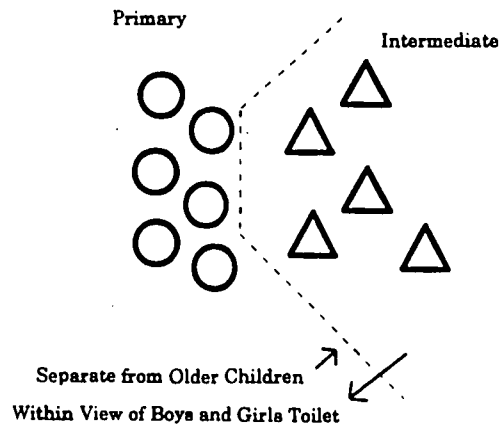 Primary
Intermediate
Separate from Older Children
Within View of Boys and Girls Toilet